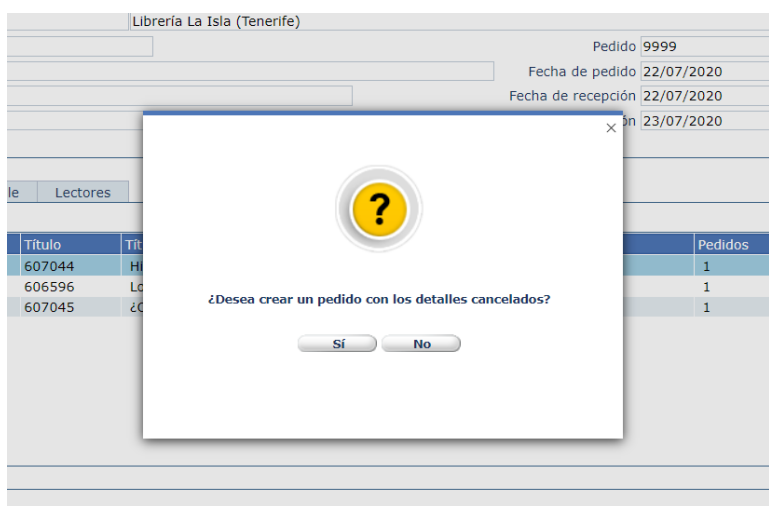 Librería La Isla (Tenerife)
Pedido 9999
Fecha de pedido 22/07/2020
Fecha de recepción 22/07/2020
23/07/2020
Lectores
Título Pedidos
607044 1
606596 1
607045 1
¿Desea crear un pedido con los detalles cancelados?
Sí No